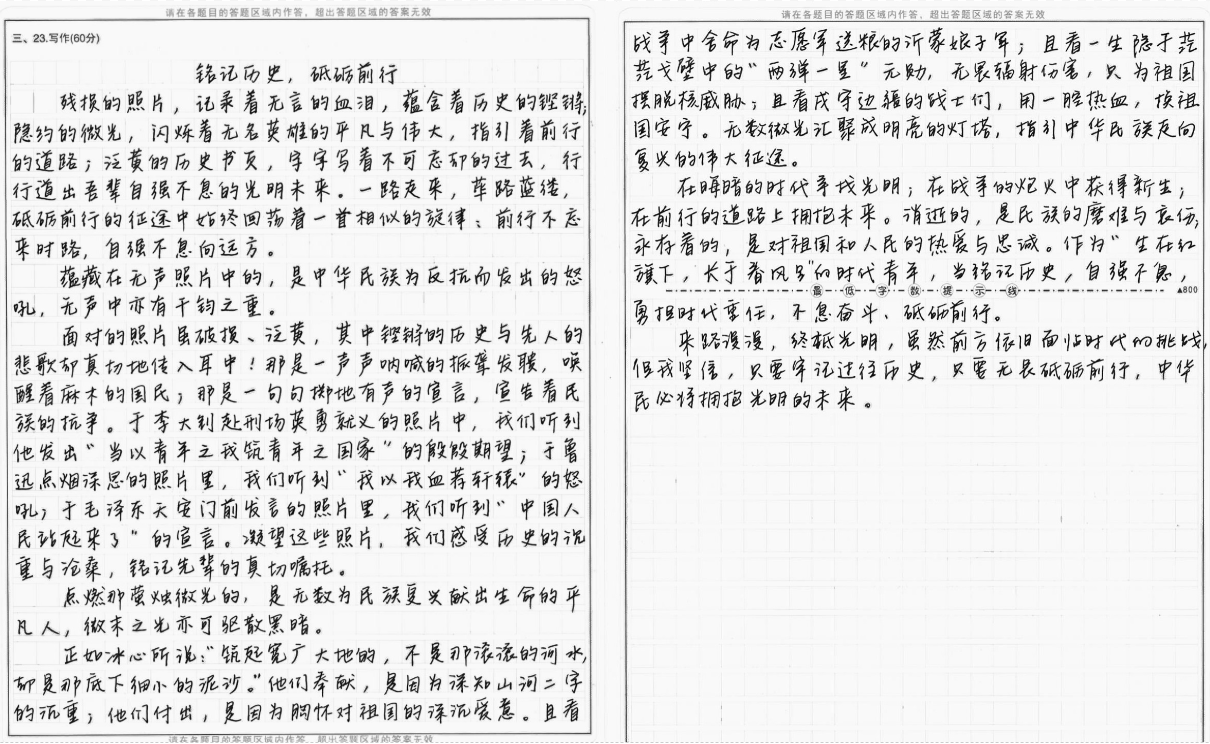 请在各题目的答题区域内作答，超出答题区域的答案无效
三、23.写作(60分)
铭记历史，砥砺前行
残损的照片，记录着无言的血泪，蕴含着历史的铿锵；
隐约的微光，闪烁着无名英雄的平凡与伟大，指引着前行
的道路；泛黄的历史书页，字字写着不可忘却的过去，行
行道出吾辈自强不息的光明未来。一路走来，荜路蓝缕，
砥砺前行的征途中始终回荡着一首相似的旋律：前行不忘
来时路，自强不息向远方。
蕴藏在无声照片中的，是中华民族为反抗而发出的怒
吼，无声中亦有千钧之重。
面对的照片虽破损、泛黄，其中铿锵的历史与先人的
悲歌却真切地传入耳中！那是一声声呐喊的振聋发聩，唤
醒着麻木的国民；那是一句句掷地有声的宣言，宣告着民
族的抗争。于李大钊赴刑场英勇就义的照片中，我们听到
他发出“当以青年之我筑青年之国家”的殷殷期望；于鲁
迅点烟深思的照片里，我们听到“我以我血荐轩辕”的怒
吼；于毛泽东天安门前发言的照片里，我们听到“中国人
民站起来了”的宣言。凝望这些照片，我们感受历史的沉
重与沧桑，铭记先辈的真切嘱托。
点燃那萤烛微光的，是无数为民族复兴献出生命的平
凡人，微末之光亦可驱散黑暗。
正如冰心所说：“筑起宽广大地的，不是那滚滚的河水，
却是那底下细小的泥沙。”他们奉献，是因为深知山河二字
的沉重；他们付出，是因为胸怀对祖国的深沉爱意。且看
请在各题目的答题区域内作答，超出答题区域的答案无效
请在各题目的答题区域内作答，超出答题区域的答案无效
战争中舍命为志愿军送粮的沂蒙娘子军；且看一生隐于茫
茫戈壁中的“两弹一星”元勋，无畏辐射伤害，只为祖国
摆脱核威胁；且看戍守边疆的战士们，用一腔热血，换祖
国安宁。无数微光汇聚成明亮的灯塔，指引中华民族走向
复兴的伟大征途。
在晦暗的时代寻找光明；在战争的炮火中获得新生；
在前行的道路上拥抱未来。消逝的，是民族的磨难与哀伤；
永存着的，是对祖国和人民的热爱与忠诚。作为“生在红
旗下，长于春风里”的时代青年，当铭记历史，自强不息，
最低字数提示线 ▲800
勇担时代重任，不息奋斗、砥砺前行。
来路漫漫，终抵光明，虽然前方依旧面临时代的挑战，
但我坚信，只要牢记过往历史，只要无畏砥砺前行，中华
民必将拥抱光明的未来。